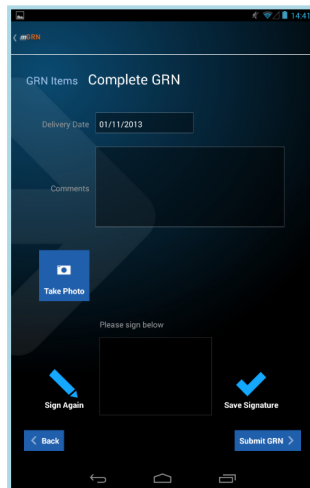 14:41
mGRN
GRN Items Complete GRN
Delivery Date 01/11/2013
Comments
Take Photo
Please sign below
Sign Again
Save Signature
Back
Submit GRN